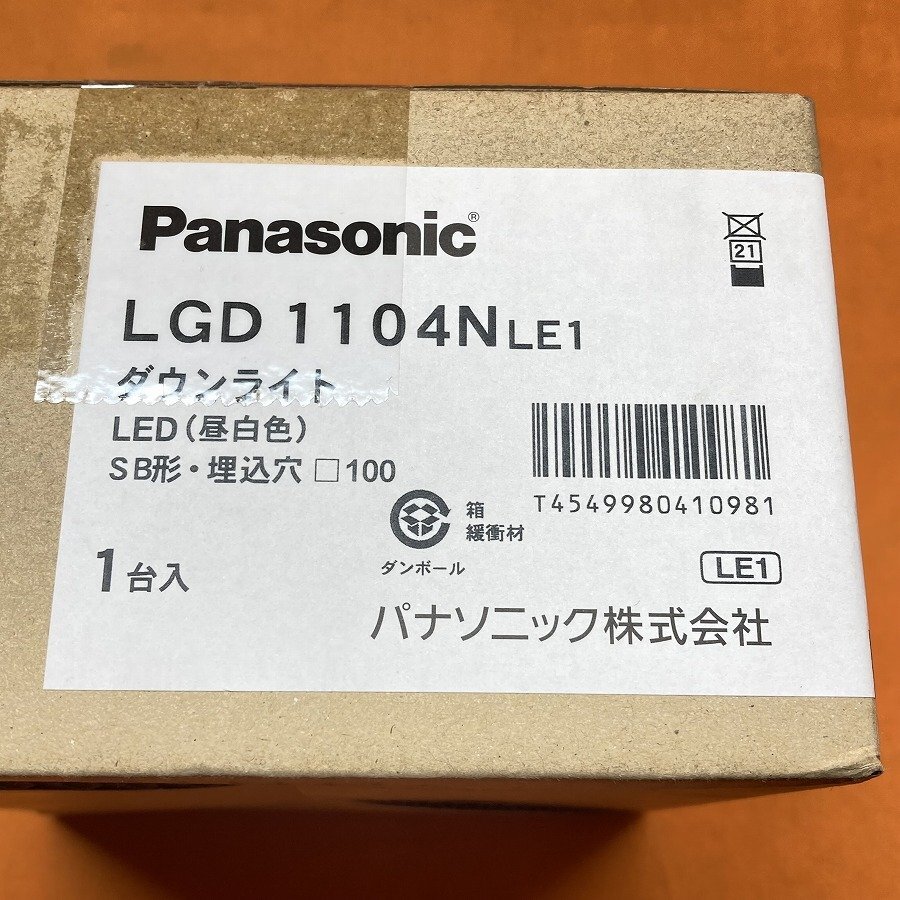 Panasonic®
21
LGD 1104N LE1
ダウンライト
LED(昼白色)
SB形・埋込穴 □100
T4549980410981
箱
緩衝材
ダンボール
1台入
LE1
パナソニック株式会社